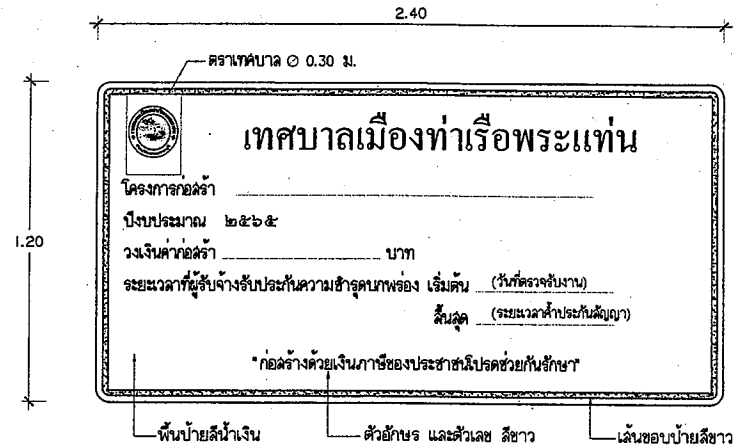 2.40
ตราเทศบาล ∅ 0.30 ม.
เทศบาลเมืองท่าเรือพระแท่น
โครงการก่อสร้า
ปีงบประมาณ ๒๕๖๕
1.20
วงเงินค่าก่อสร้า บาท
ระยะเวลาที่ผู้รับจ้างรับประกันความชำรุดบกพร่อง เริ่มต้น (วันที่ตรวจรับงาน)
สิ้นสุด (ระยะเวลาค้ำประกันสัญญา)
"ก่อสร้างด้วยเงินภาษีของประชาชนโปรดช่วยกันรักษา"
พื้นป้ายสีน้ำเงิน ตัวอักษร และตัวเลข สีขาว เส้นขอบป้ายสีขาว